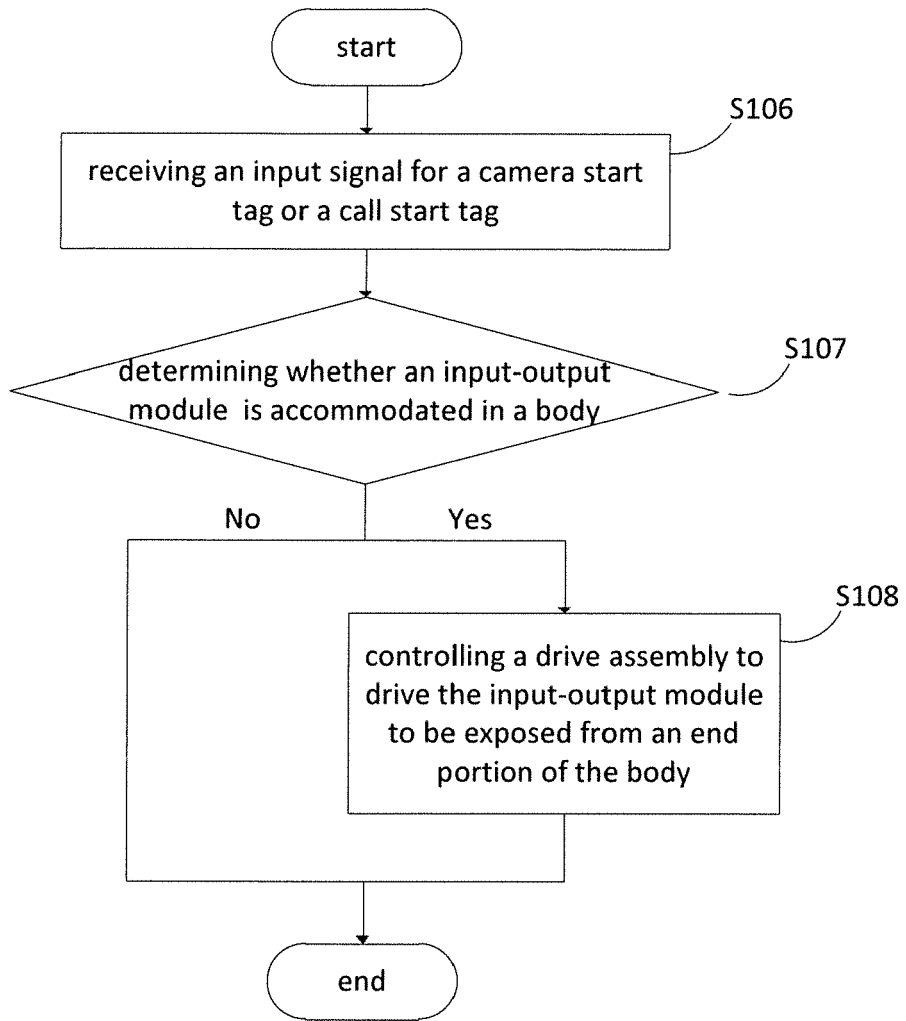 start
S106
receiving an input signal for a camera start
tag or a call start tag
S107
determining whether an input-output
module is accommodated in a body
No
Yes
S108
controlling a drive assembly to
drive the input-output module
to be exposed from an end
portion of the body
end